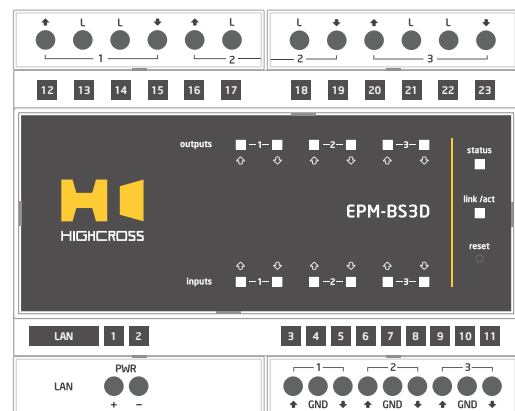 L L L L L L
1 2 2 3
12 13 14 15 16 17 18 19 20 21 22 23
outputs 1 2 3
status
link /act
EPM-BS3D
HIGHCROSS
reset
inputs 1 2 3
LAN 1 2 3 4 5 6 7 8 9 10 11
PWR 1 2 3
LAN
+ − GND GND GND